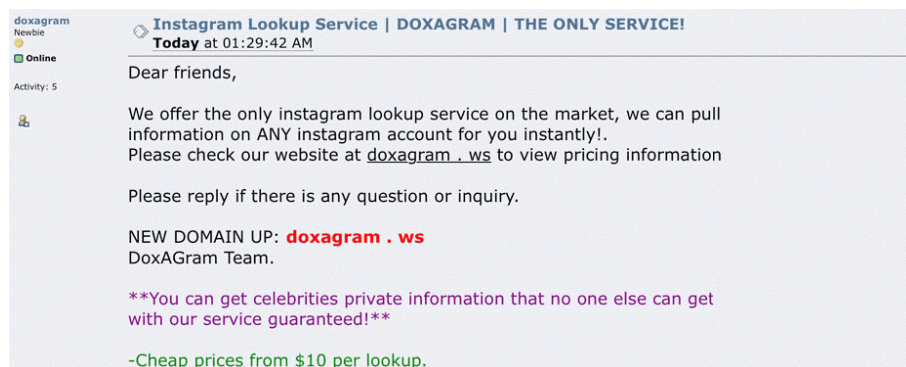 doxagram
Newbie
Online
Activity: 5
Instagram Lookup Service | DOXAGRAM | THE ONLY SERVICE!
Today at 01:29:42 AM
Dear friends,
We offer the only instagram lookup service on the market, we can pull
information on ANY instagram account for you instantly!.
Please check our website at doxagram . ws to view pricing information
Please reply if there is any question or inquiry.
NEW DOMAIN UP: doxagram . ws
DoxAGram Team.
**You can get celebrities private information that no one else can get
with our service guaranteed!**
-Cheap prices from $10 per lookup.